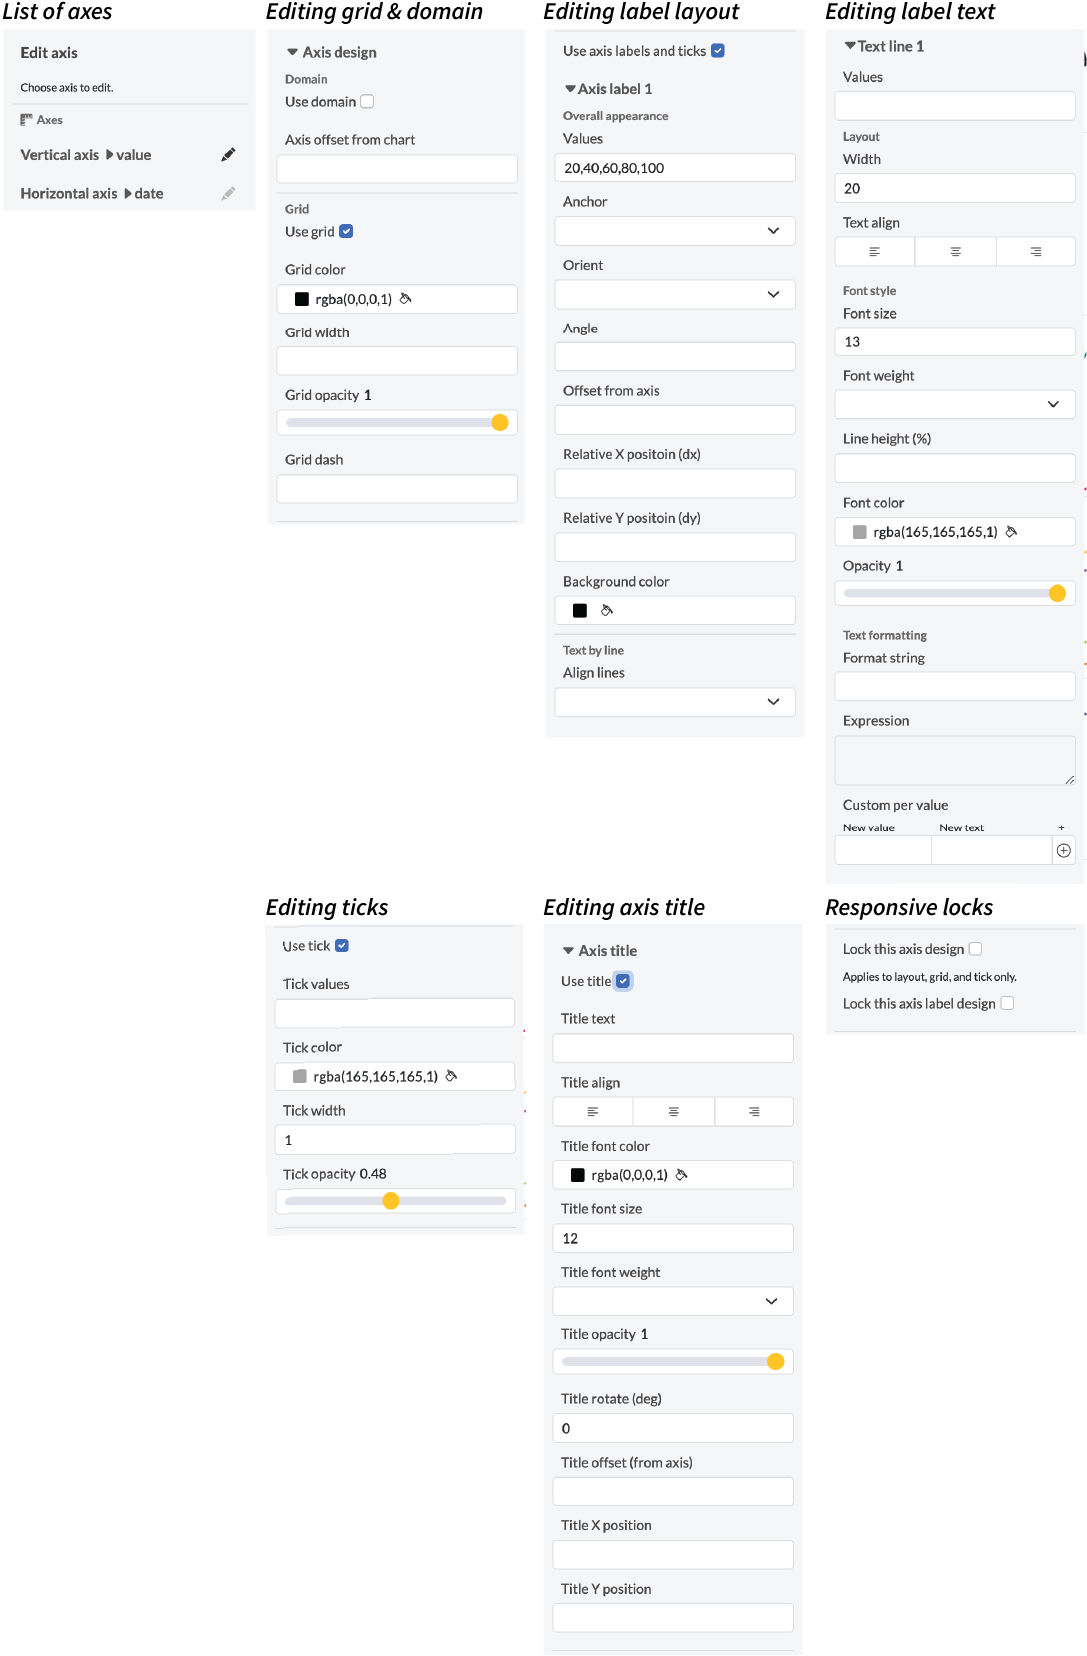 List of axes
Edit axis
Choose axis to edit.
Axes
Vertical axis value
Horizontal axis date
Editing grid & domain
Axis design
Domain
Use domain
Axis offset from chart
Grid
Use grid
Grid color
rgba(0,0,0,1)
Grid width
Grid opacity 1
Grid dash
Editing label layout
Use axis labels and ticks
Axis label 1
Overall appearance
Values
20,40,60,80,100
Anchor
Orient
Angle
Offset from axis
Relative X positoin (dx)
Relative Y positoin (dy)
Background color
Text by line
Align lines
Editing label text
Text line 1
Values
Layout
Width
20
Text align
Font style
Font size
13
Font weight
Line height (%)
Font color
rgba(165,165,165,1)
Opacity 1
Text formatting
Format string
Expression
Custom per value
New value New text +
Editing ticks
Use tick
Tick values
Tick color
rgba(165,165,165,1)
Tick width
1
Tick opacity 0.48
Editing axis title
Axis title
Use title
Title text
Title align
Title font color
rgba(0,0,0,1)
Title font size
12
Title font weight
Title opacity 1
Title rotate (deg)
0
Title offset (from axis)
Title X position
Title Y position
Responsive locks
Lock this axis design
Applies to layout, grid, and tick only.
Lock this axis label design